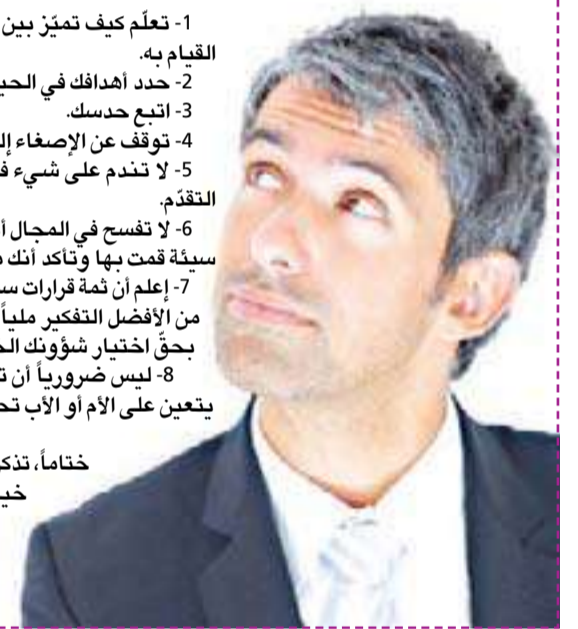 1- تعلّم كيف تميّز بين
القيام به.
2- حدد أهدافك في الحي
3- اتبع حدسك.
4- توقف عن الإصغاء إل
5- لا تندم على شيء ف
التقدّم.
6- لا تفسح في المجال أ
سيئة قمت بها وتأكد أنك
7- إعلم أن ثمة قرارات س
من الأفضل التفكير ملياً
بحقّ اختيار شؤونك الح
8- ليس ضرورياً أن ت
يتعين على الأم أو الأب تح
ختاماً، تذكر
خي